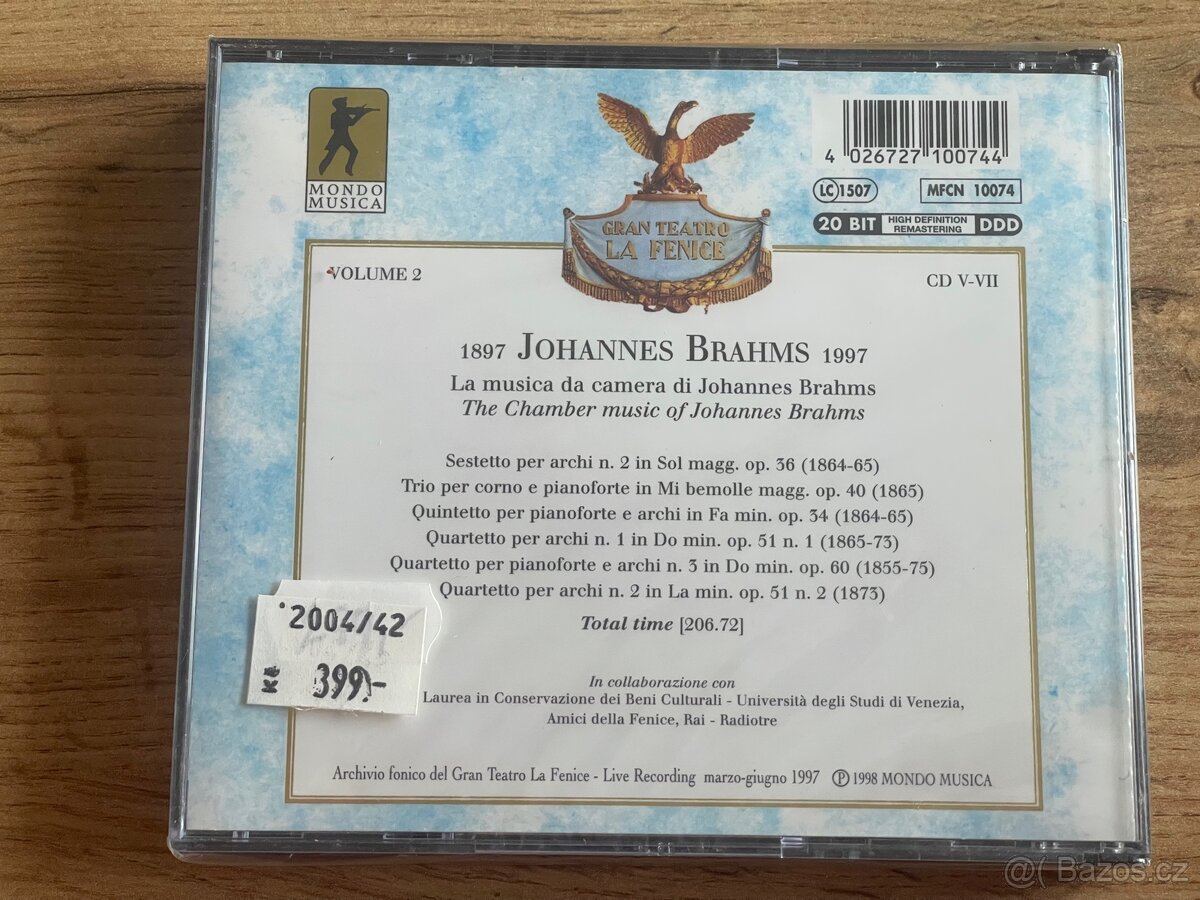 MONDO
MUSICA
GRAN TEATRO
LA FENICE
4 026727 100744
LC 1507
MFCN 10074
20 BIT HIGH DEFINITION REMASTERING DDD
VOLUME 2
CD V-VII
1897 JOHANNES BRAHMS 1997
La musica da camera di Johannes Brahms
The Chamber music of Johannes Brahms
Sestetto per archi n. 2 in Sol magg. op. 36 (1864-65)
Trio per corno e pianoforte in Mi bemolle magg. op. 40 (1865)
Quintetto per pianoforte e archi in Fa min. op. 34 (1864-65)
Quartetto per archi n. 1 in Do min. op. 51 n. 1 (1865-73)
Quartetto per pianoforte e archi n. 3 in Do min. op. 60 (1855-75)
Quartetto per archi n. 2 in La min. op. 51 n. 2 (1873)
Total time [206.72]
2004/42
Kč 399,-
In collaborazione con
Laurea in Conservazione dei Beni Culturali - Università degli Studi di Venezia,
Amici della Fenice, Rai - Radiotre
Archivio fonico del Gran Teatro La Fenice - Live Recording marzo-giugno 1997 ℗ 1998 MONDO MUSICA
@( Bazos.cz